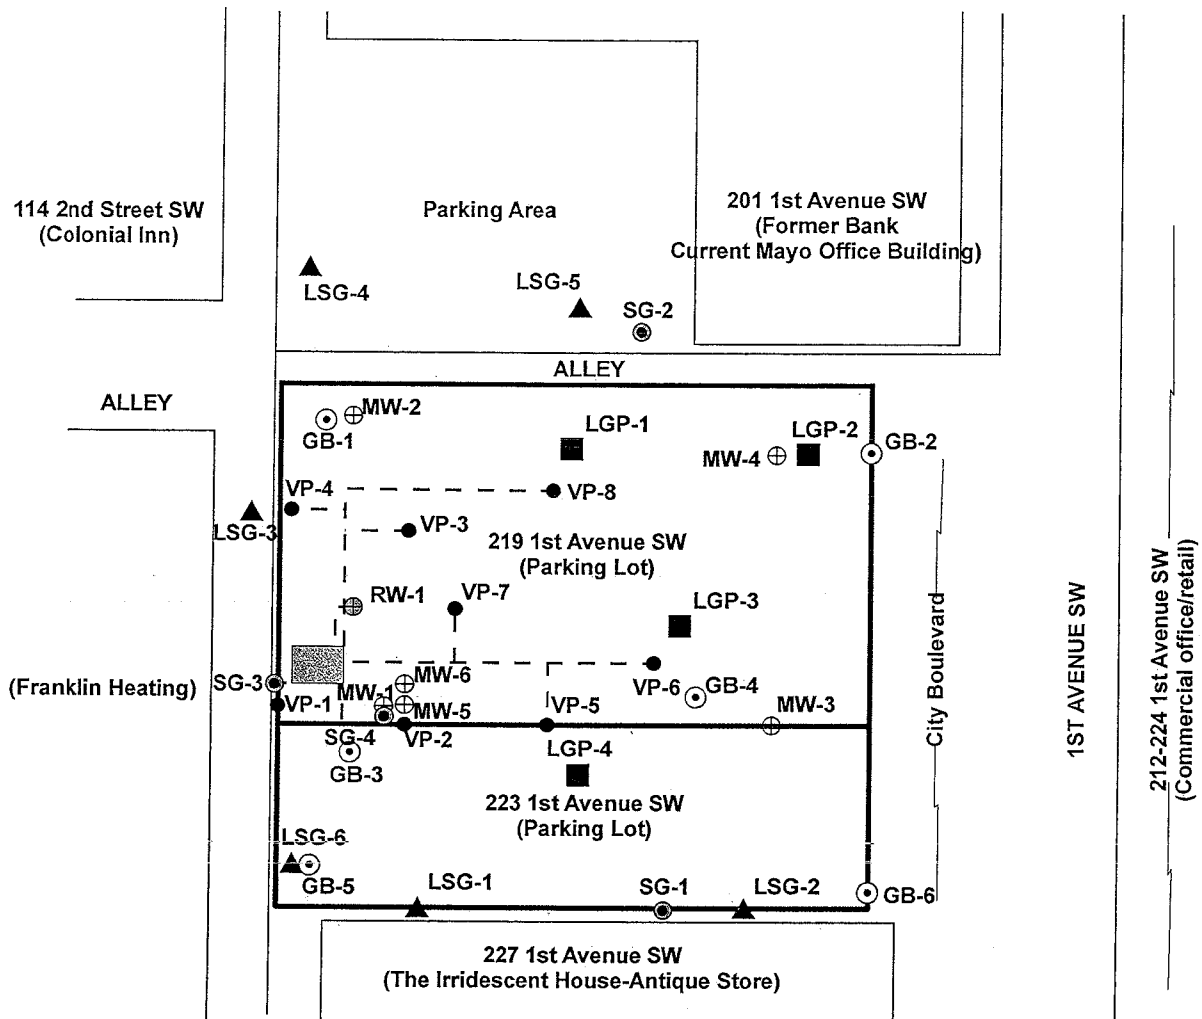 114 2nd Street SW
(Colonial Inn)
Parking Area
201 1st Avenue SW
(Former Bank
Current Mayo Office Building)
LSG-4
LSG-5
SG-2
ALLEY
ALLEY
MW-2
GB-1
LGP-1
MW-4
LGP-2
GB-2
VP-4
VP-8
LSG-3
VP-3
219 1st Avenue SW
(Parking Lot)
RW-1
VP-7
LGP-3
(Franklin Heating)
SG-3
MW-6
MW-1
VP-6
GB-4
VP-1
MW-5
VP-5
MW-3
SG-4
VP-2
LGP-4
GB-3
223 1st Avenue SW
(Parking Lot)
LSG-6
GB-5
LSG-1
SG-1
LSG-2
GB-6
City Boulevard
1ST AVENUE SW
212-224 1st Avenue SW
(Commercial office/retail)
227 1st Avenue SW
(The Irridescent House-Antique Store)